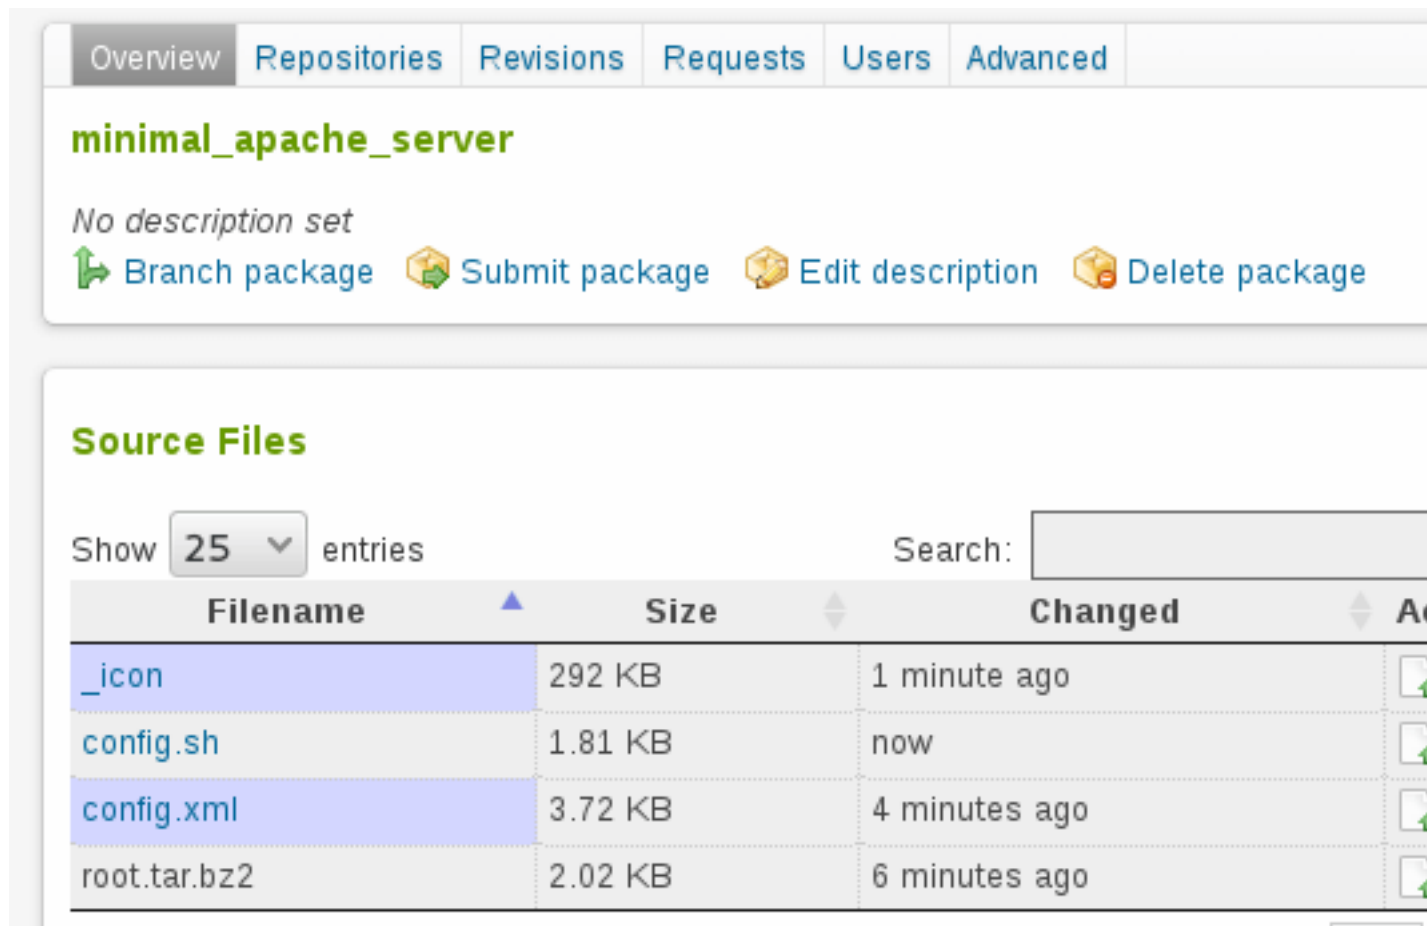 Overview Repositories Revisions Requests Users Advanced
minimal_apache_server
No description set
Branch package Submit package Edit description Delete package
Source Files
Show 25 entries Search:
Filename Size Changed
_icon 292 KB 1 minute ago
config.sh 1.81 KB now
config.xml 3.72 KB 4 minutes ago
root.tar.bz2 2.02 KB 6 minutes ago